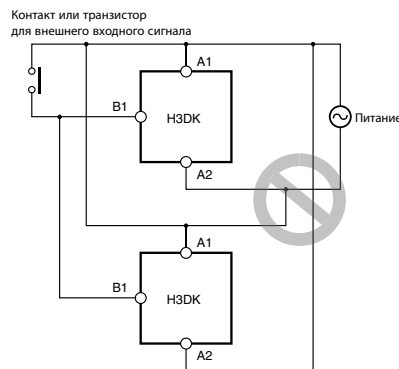 Контакт или транзистор
для внешнего входного сигнала
A1
B1
H3DK
Питание
A2
A1
B1
H3DK
A2